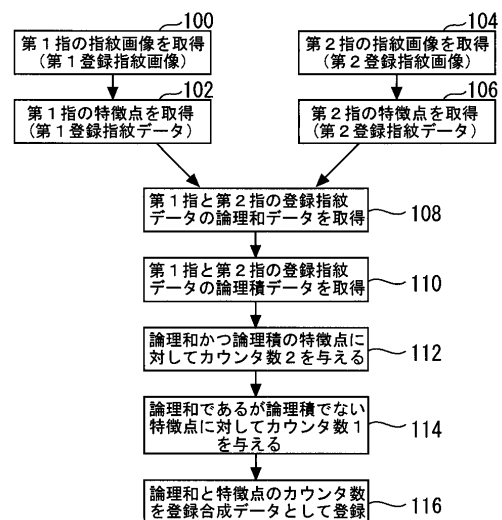 100
第1指の指紋画像を取得
(第1登録指紋画像)
104
第2指の指紋画像を取得
(第2登録指紋画像)
102
第1指の特徴点を取得
(第1登録指紋データ)
106
第2指の特徴点を取得
(第2登録指紋データ)
第1指と第2指の登録指紋
データの論理和データを取得
108
第1指と第2指の登録指紋
データの論理積データを取得
110
論理和かつ論理積の特徴点に
対してカウンタ数2を与える
112
論理和であるが論理積でない
特徴点に対してカウンタ数1
を与える
114
論理和と特徴点のカウンタ数
を登録合成データとして登録
116